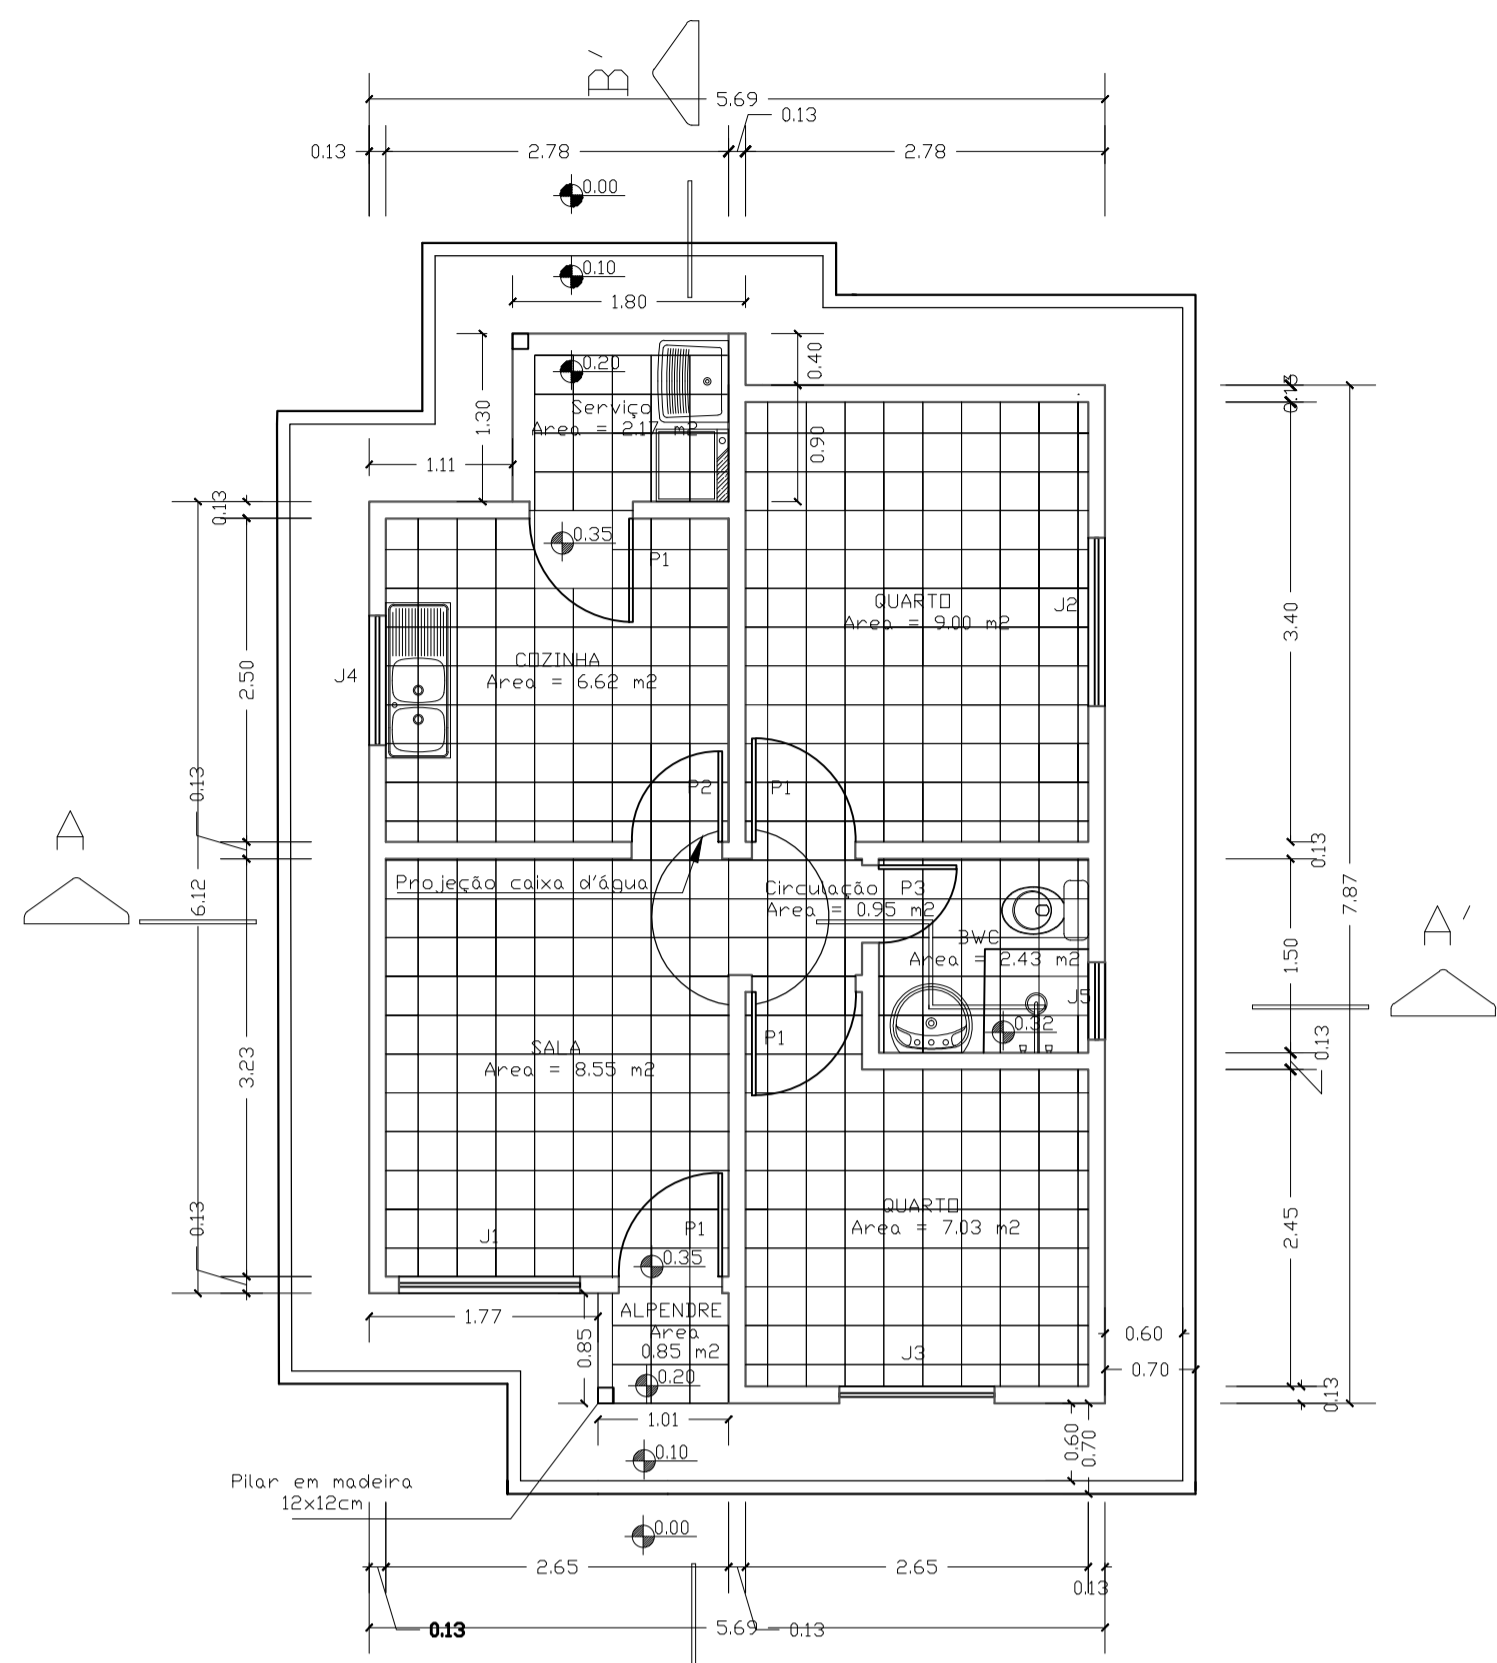 B'
5.69
0.13
0.13
2.78
2.78
0.00
0.10
1.80
0.20
0.40
Serviço
Area = 2.17 m2
1.30
0.90
1.11
0.13
0.13
0.35
P1
QUARTO
Area = 9.00 m2
J2
3.40
COZINHA
Area = 6.62 m2
J4
2.50
0.13
P2
P1
A
6.12
0.13
7.87
Projeção caixa d'água
Circulação
Area = 0.95 m2
P3
BWC
Area = 2.43 m2
1.50
A'
J5
0.32
0.13
P1
SALA
Area = 8.55 m2
3.23
QUARTO
Area = 7.03 m2
2.45
0.13
J1
P1
0.35
ALPENDRE
Area
0.85 m2
1.77
0.85
0.20
J3
0.60
0.70
0.13
1.01
0.10
0.60
0.70
Pilar em madeira
12x12cm
0.00
2.65
2.65
0.13
0.13
5.69
0.13